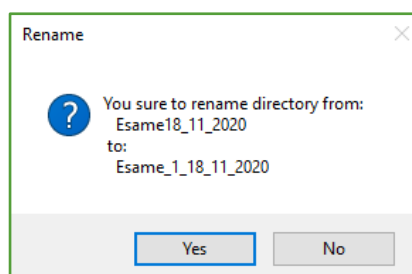 Rename
You sure to rename directory from:
Esame18_11_2020
to:
Esame_1_18_11_2020
Yes
No